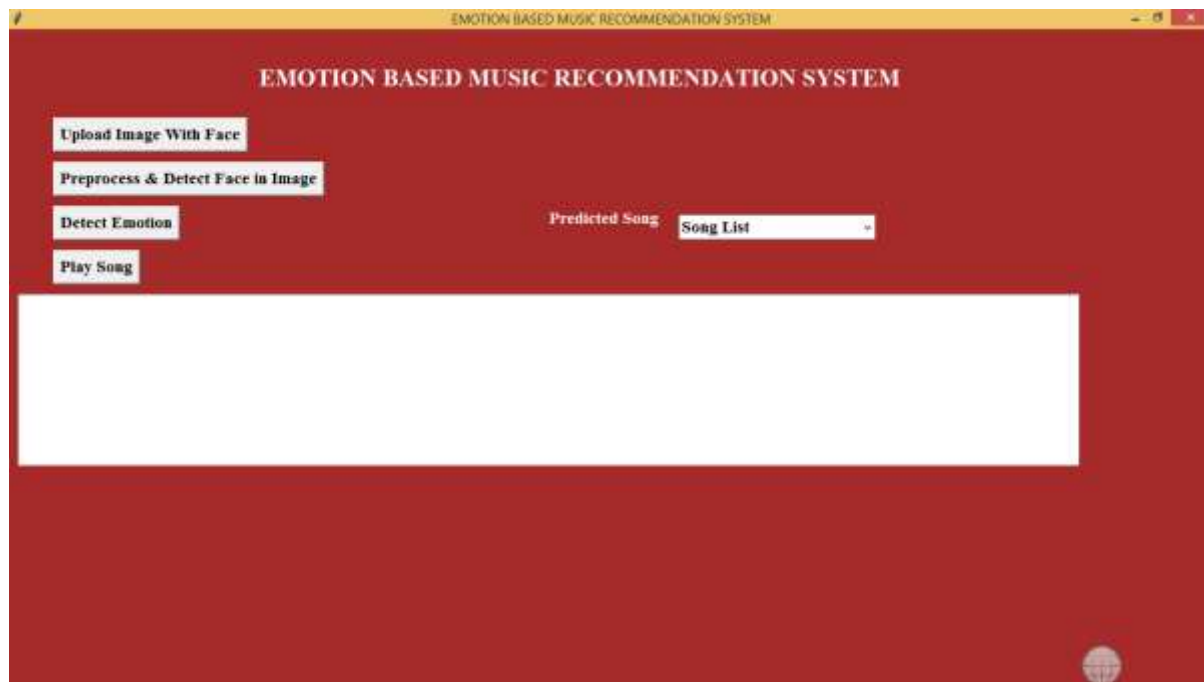 EMOTION BASED MUSIC RECOMMENDATION SYSTEM
EMOTION BASED MUSIC RECOMMENDATION SYSTEM
Upload Image With Face
Preprocess & Detect Face in Image
Detect Emotion
Predicted Song
Song List
Play Song